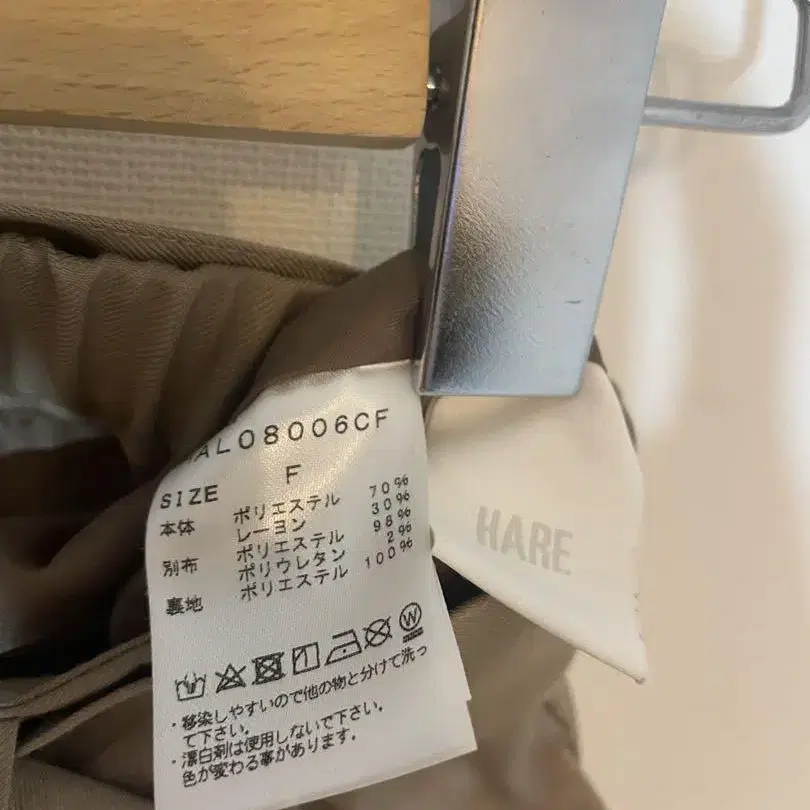 AL08006CF
SIZE F
本体 ポリエステル 70%
レーヨン 30%
別布 ポリエステル 98%
ポリウレタン 2%
裏地 ポリエステル 100%
W
・移染しやすいので他の物と分けて洗っ
て下さい。
・漂白剤は使用しないで下さい。
色が変わる事があります。
HARE